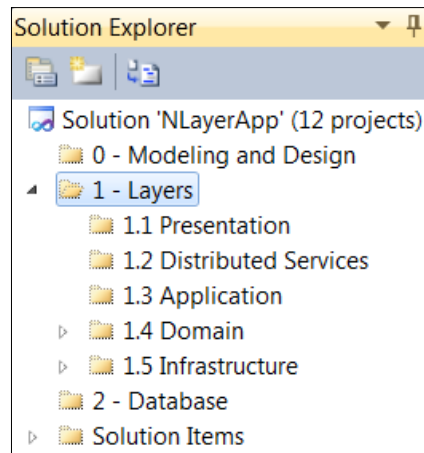 Solution Explorer
Solution 'NLayerApp' (12 projects)
0 - Modeling and Design
1 - Layers
1.1 Presentation
1.2 Distributed Services
1.3 Application
1.4 Domain
1.5 Infrastructure
2 - Database
Solution Items